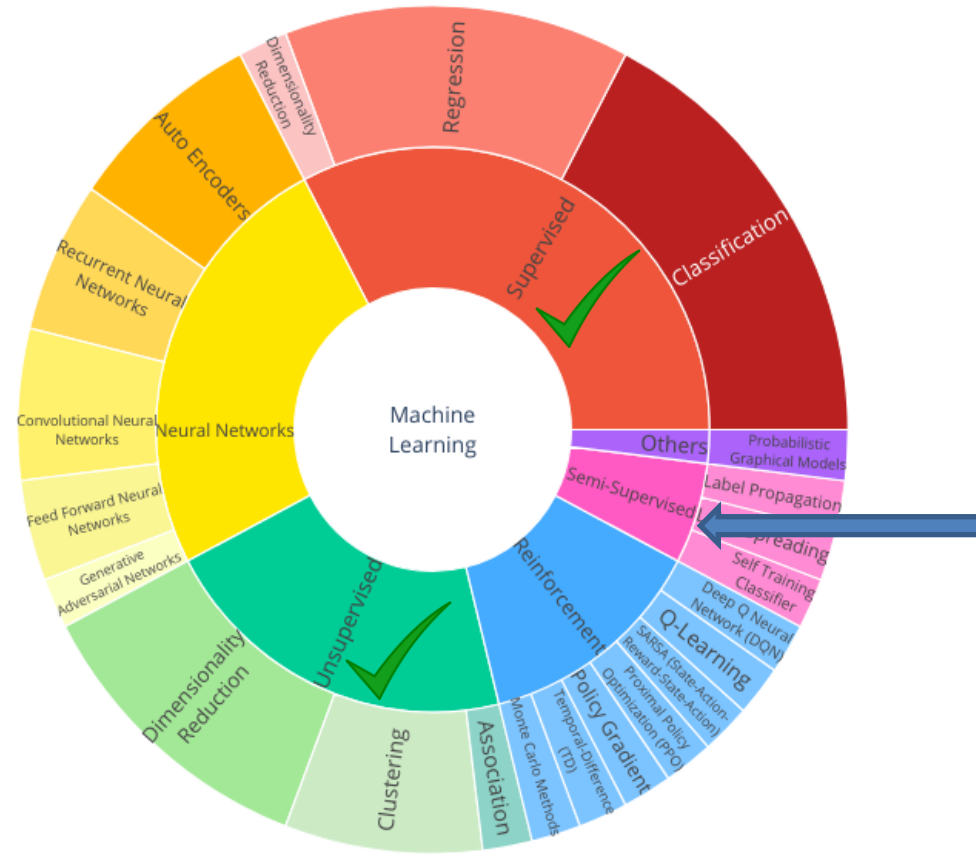 Machine
Learning
Supervised
Classification
Regression
Dimensionality
Reduction
Neural Networks
Auto Encoders
Recurrent Neural
Networks
Convolutional Neural
Networks
Feed Forward Neural
Networks
Generative
Adversarial Networks
Unsupervised
Dimensionality
Reduction
Clustering
Association
Reinforcement
Monte Carlo Methods
Temporal-Difference
(TD)
Policy Gradient
Proximal Policy
Optimization (PPO)
SARSA (State-Action-
Reward-State-Action)
Q-Learning
Deep Q Neural
Network (DQN)
Semi-Supervised
Self Training
Classifier
preading
Label Propagation
Others
Probabilistic
Graphical Models